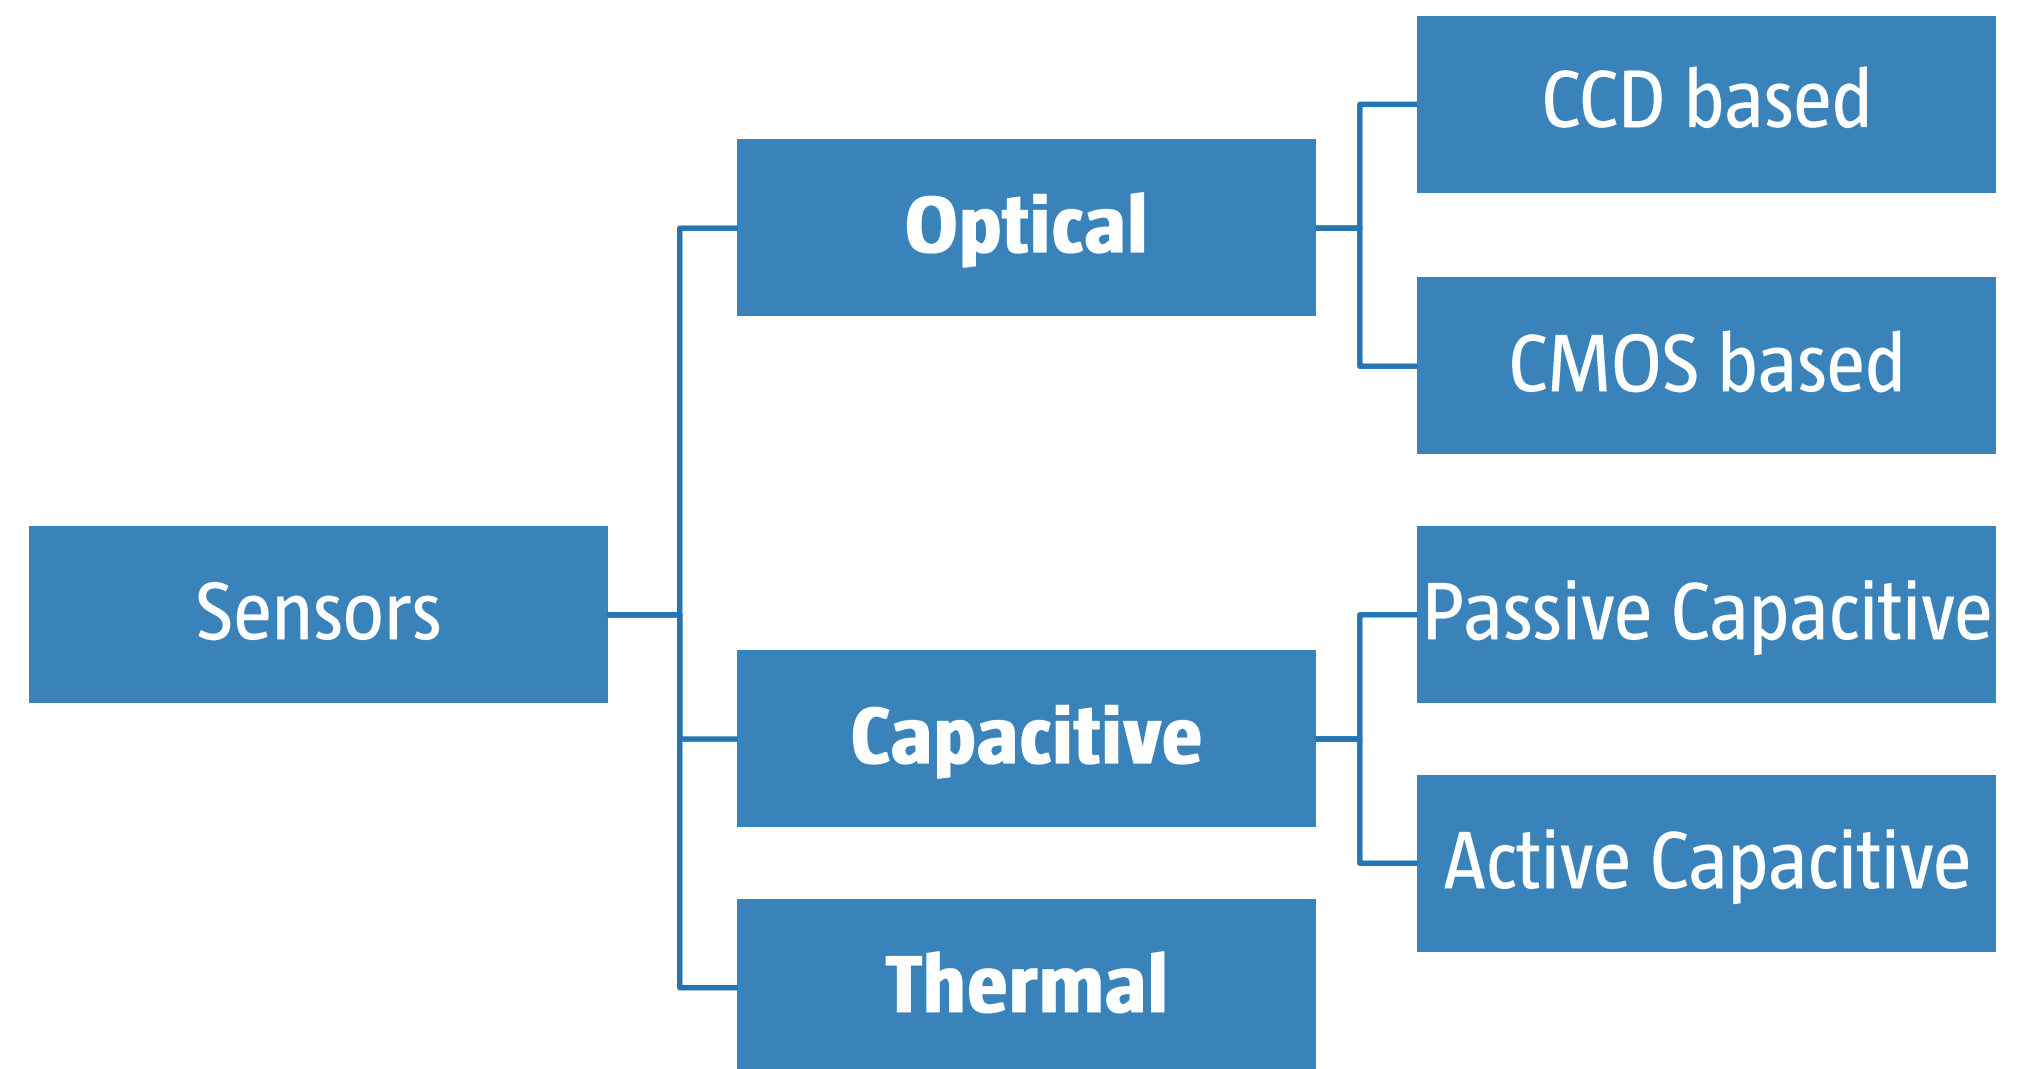 CCD based
Optical
CMOS based
Sensors
Passive Capacitive
Capacitive
Active Capacitive
Thermal